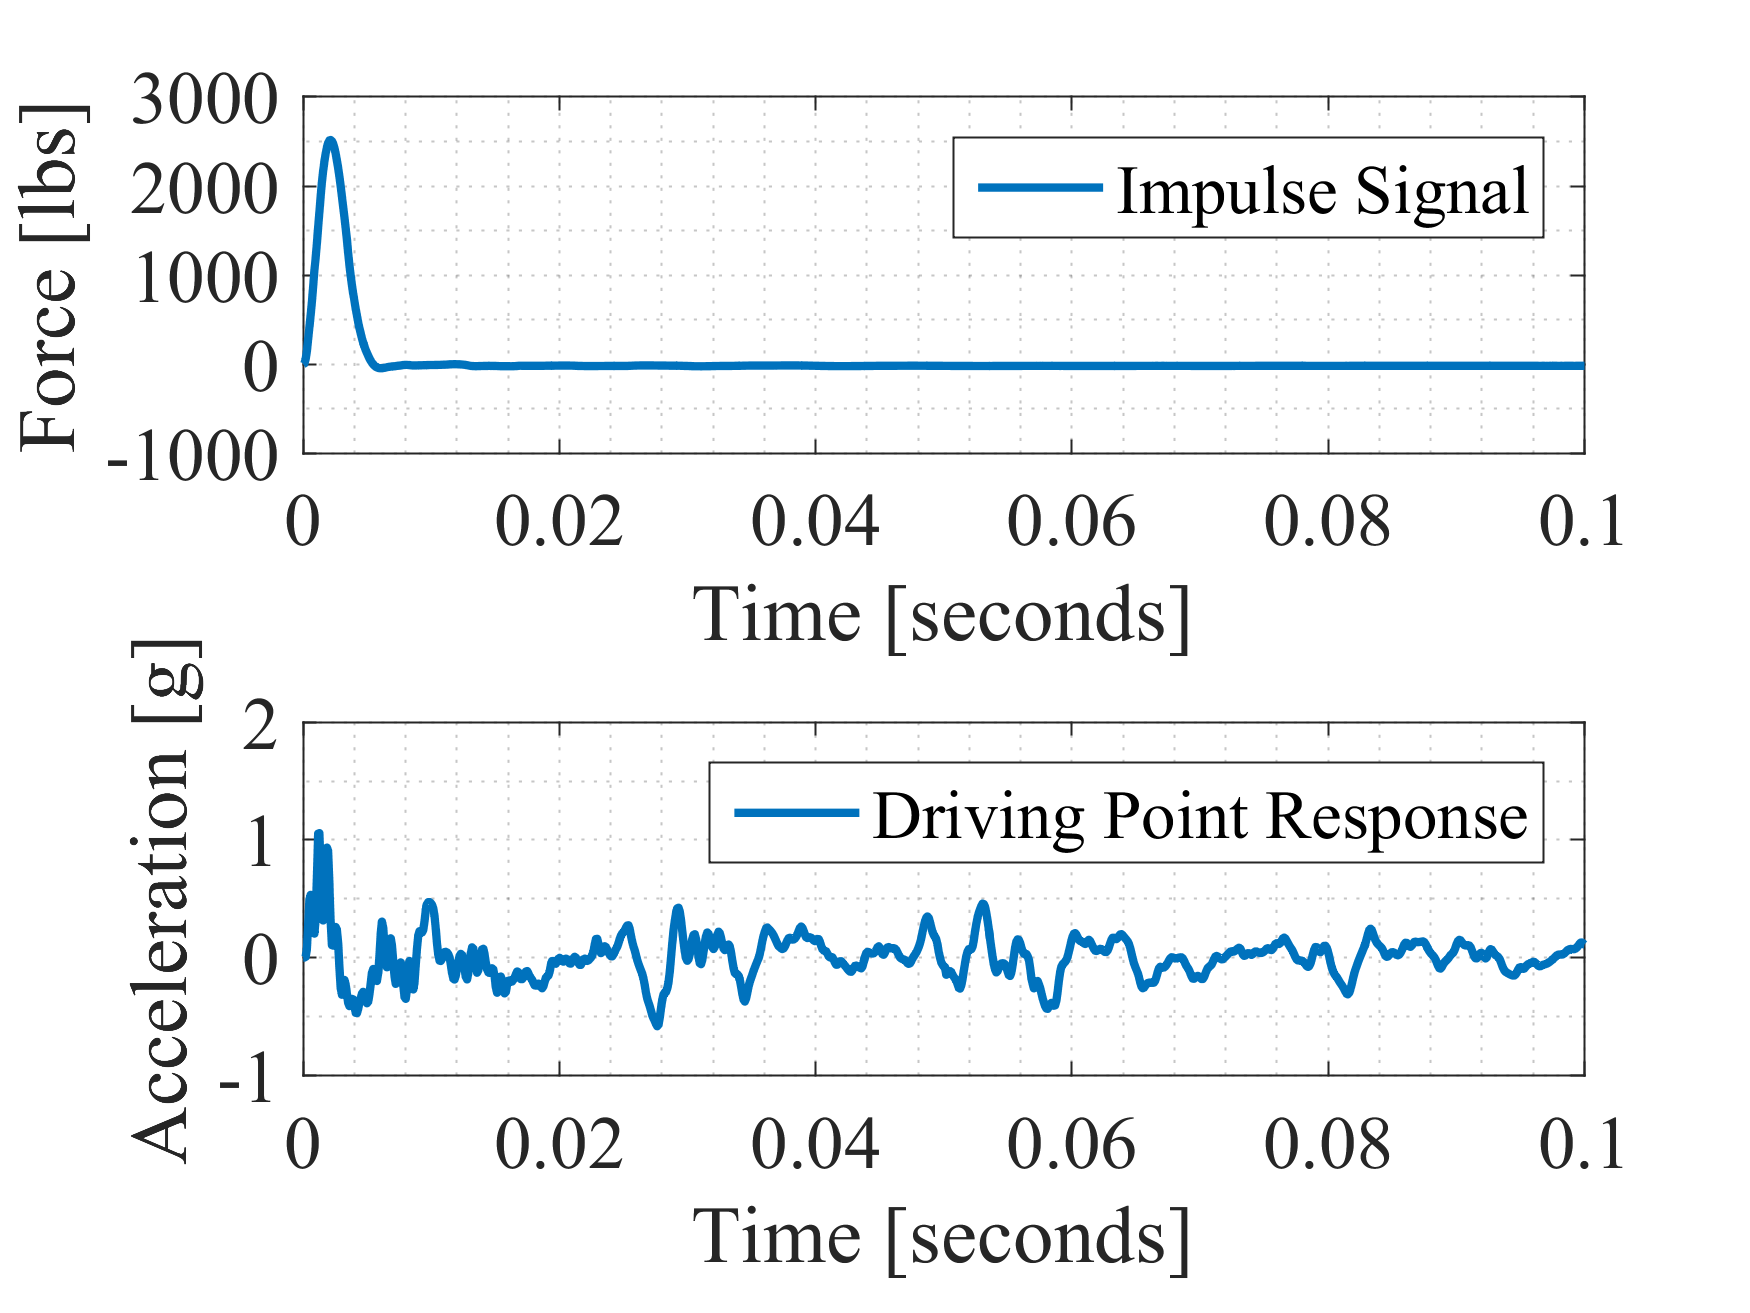 Force [lbs]
3000
2000
1000
0
-1000
Impulse Signal
0 0.02 0.04 0.06 0.08 0.1
Time [seconds]
Acceleration [g]
2
1
0
-1
Driving Point Response
0 0.02 0.04 0.06 0.08 0.1
Time [seconds]